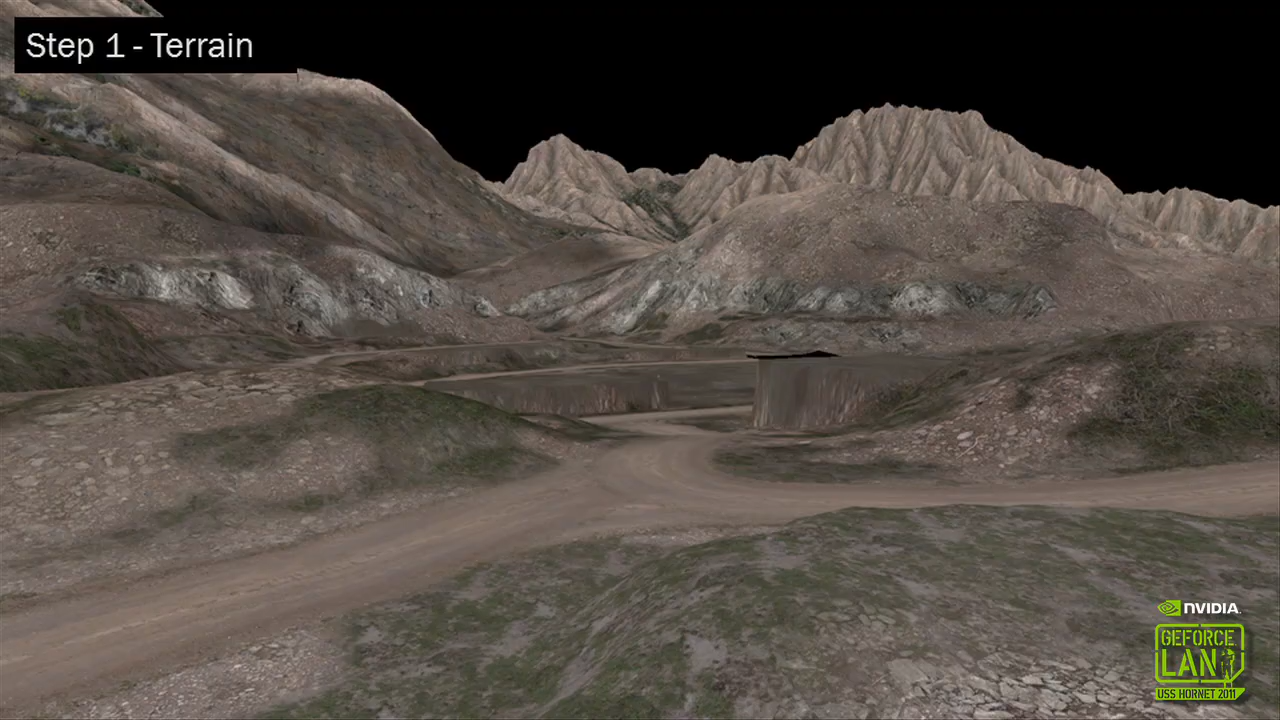 Step 1 - Terrain
NVIDIA.
GEFORCE
LAN
USS HORNET 2011